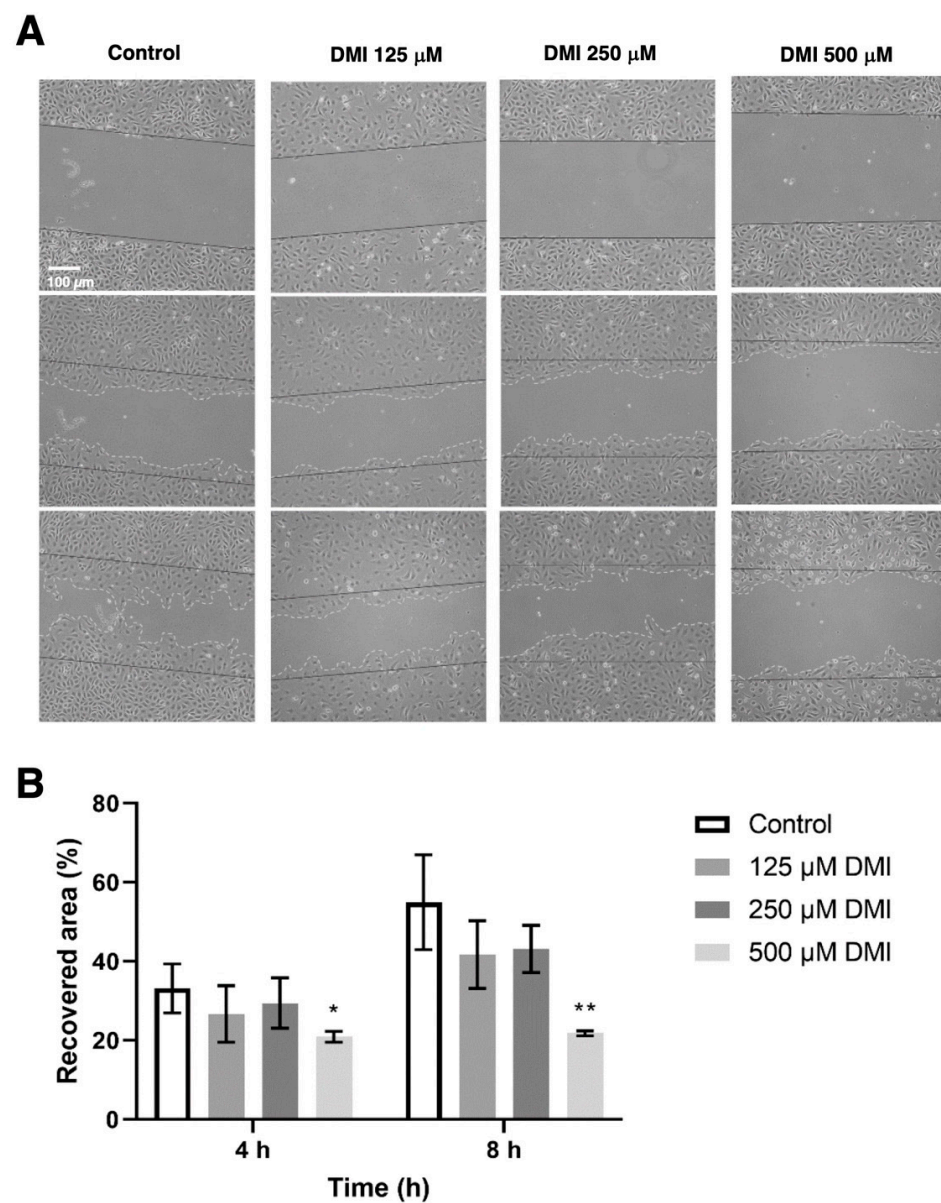 A
Control
DMI 125 µM
DMI 250 µM
DMI 500 µM
100 µm
B
Recovered area (%)
80
60
40
20
0
*
**
4 h
8 h
Time (h)
Control
125 µM DMI
250 µM DMI
500 µM DMI